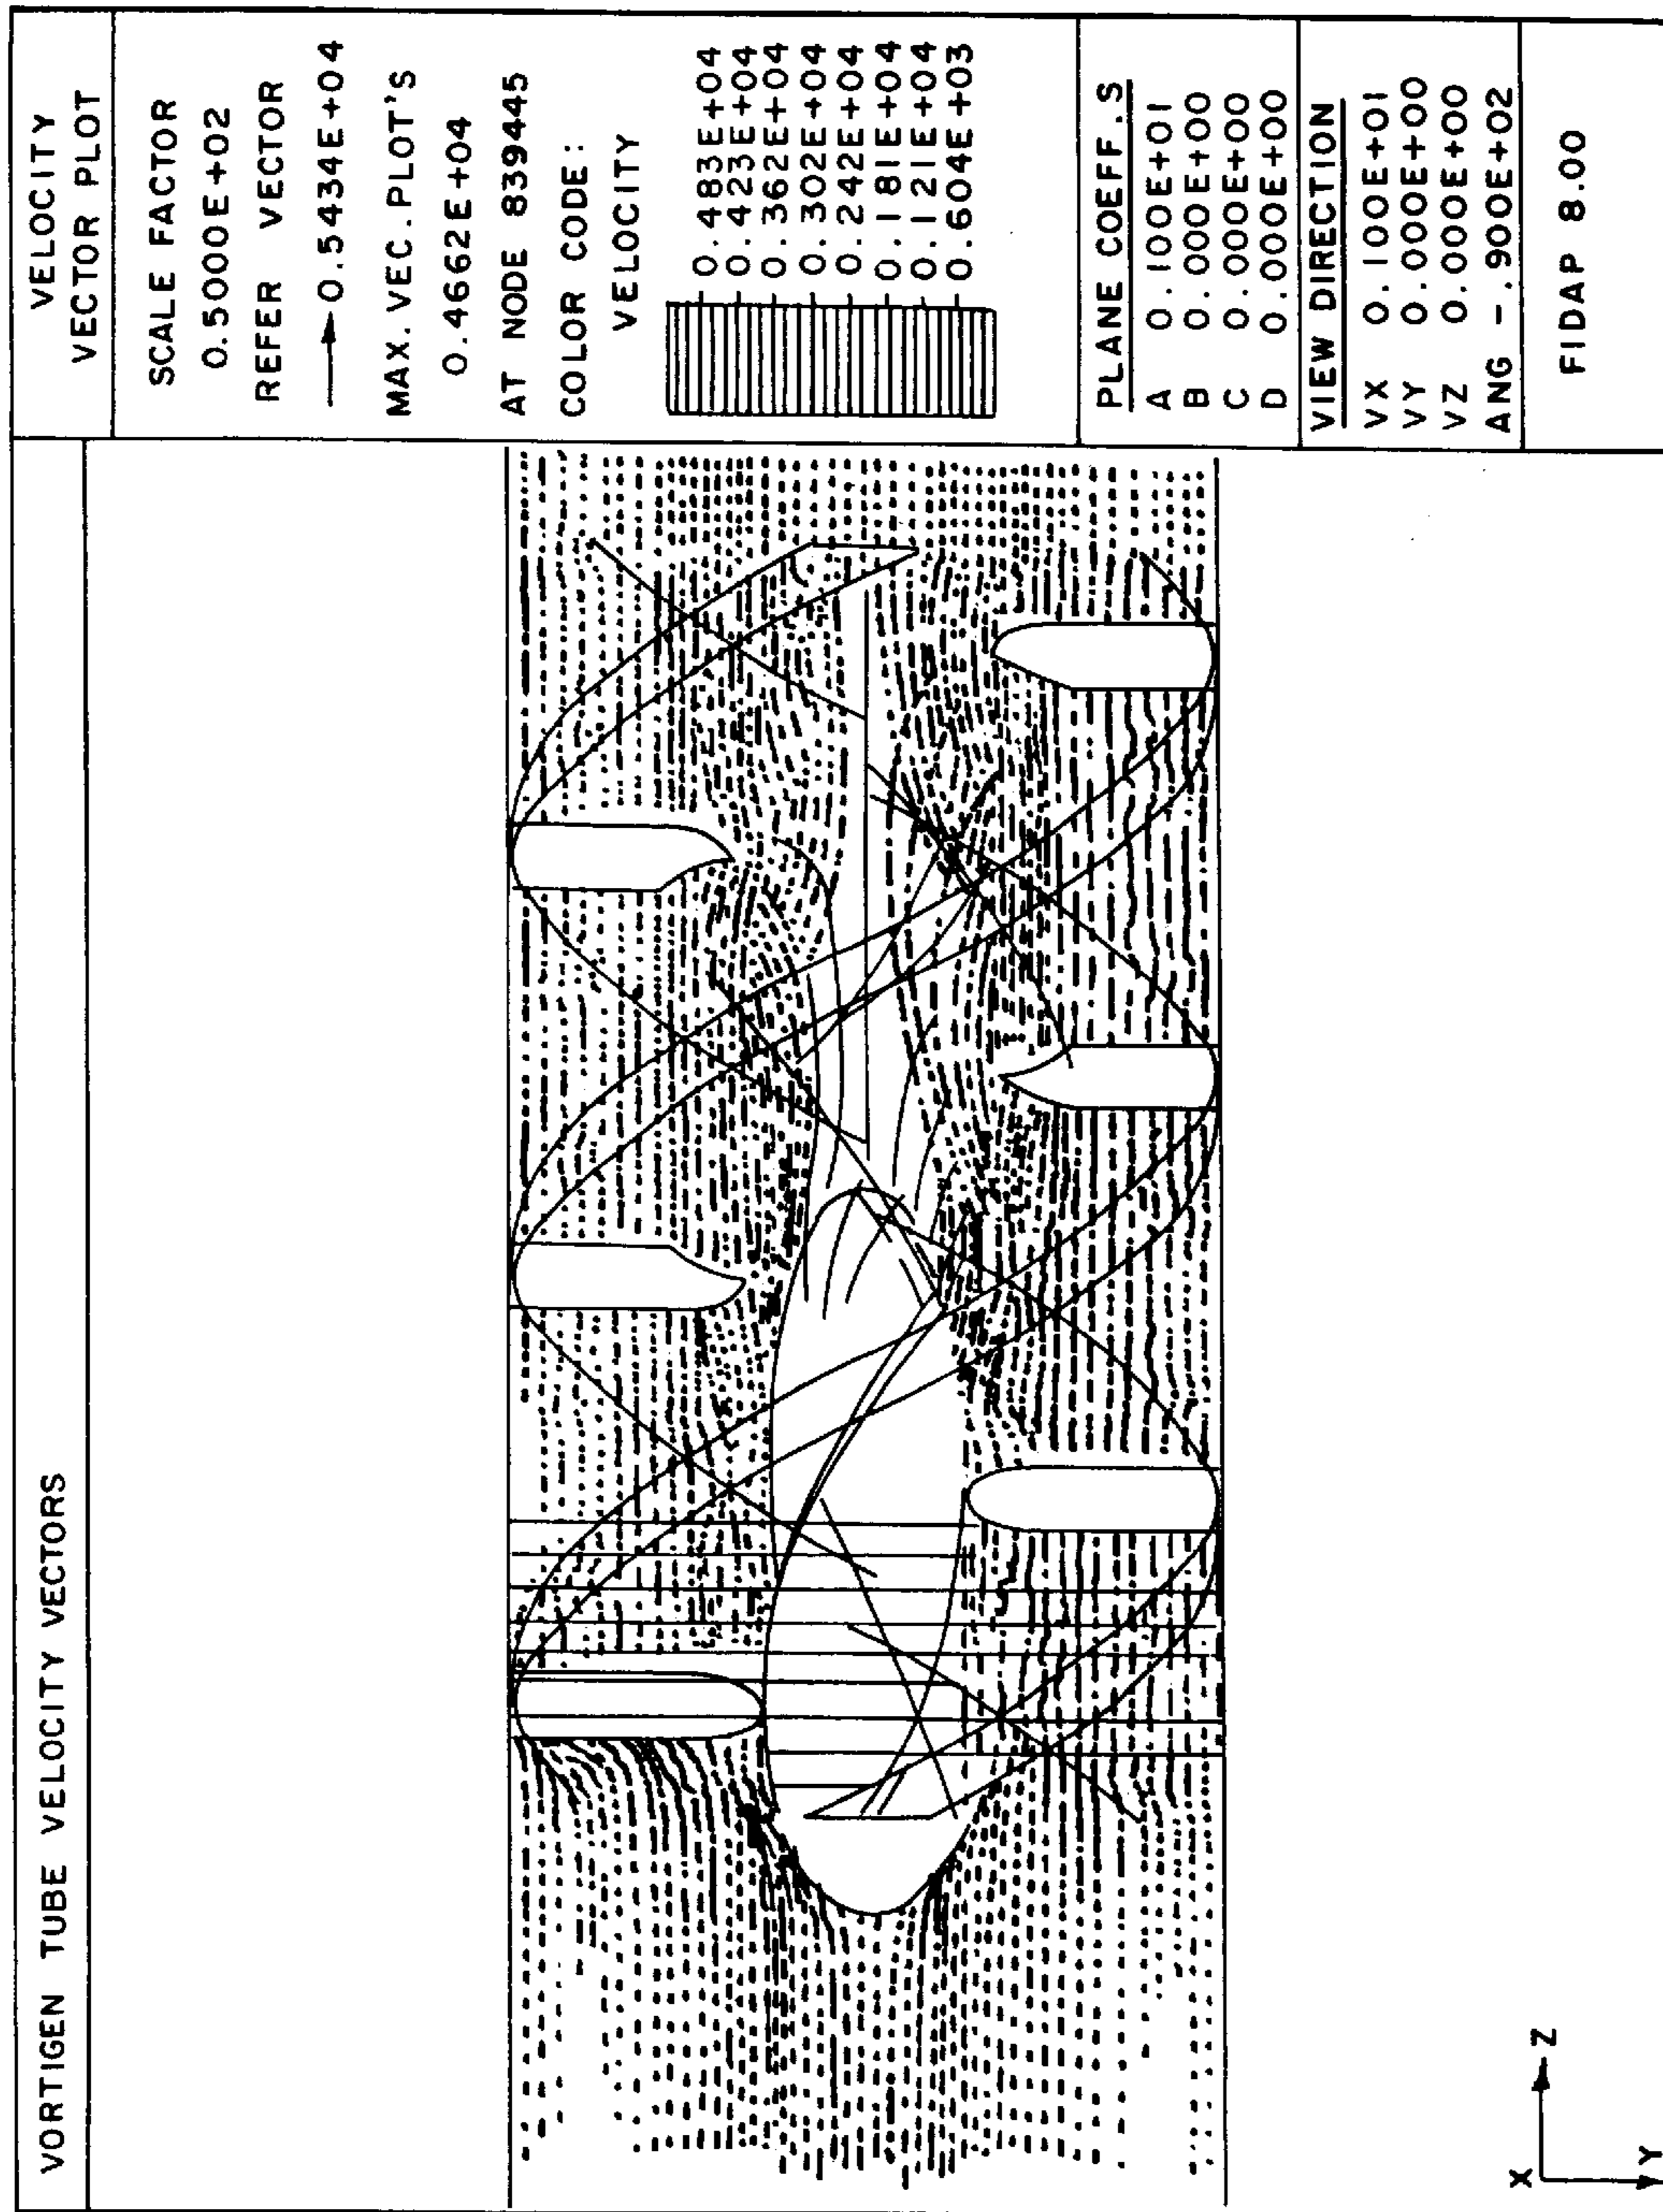 VORTIGEN TUBE VELOCITY VECTORS
VELOCITY
VECTOR PLOT
SCALE FACTOR
0.5000E+02
REFER VECTOR
0.5434E+04
MAX.VEC.PLOT'S
0.4662E+04
AT NODE 839445
COLOR CODE:
VELOCITY
0.483E+04
0.423E+04
0.362E+04
0.302E+04
0.242E+04
0.181E+04
0.121E+04
0.604E+03
PLANE COEFF.S
A 0.100E+01
B 0.000E+00
C 0.000E+00
D 0.000E+00
VIEW DIRECTION
VX 0.100E+01
VY 0.000E+00
VZ 0.000E+00
ANG -.900E+02
FIDAP 8.00
X
Z
Y